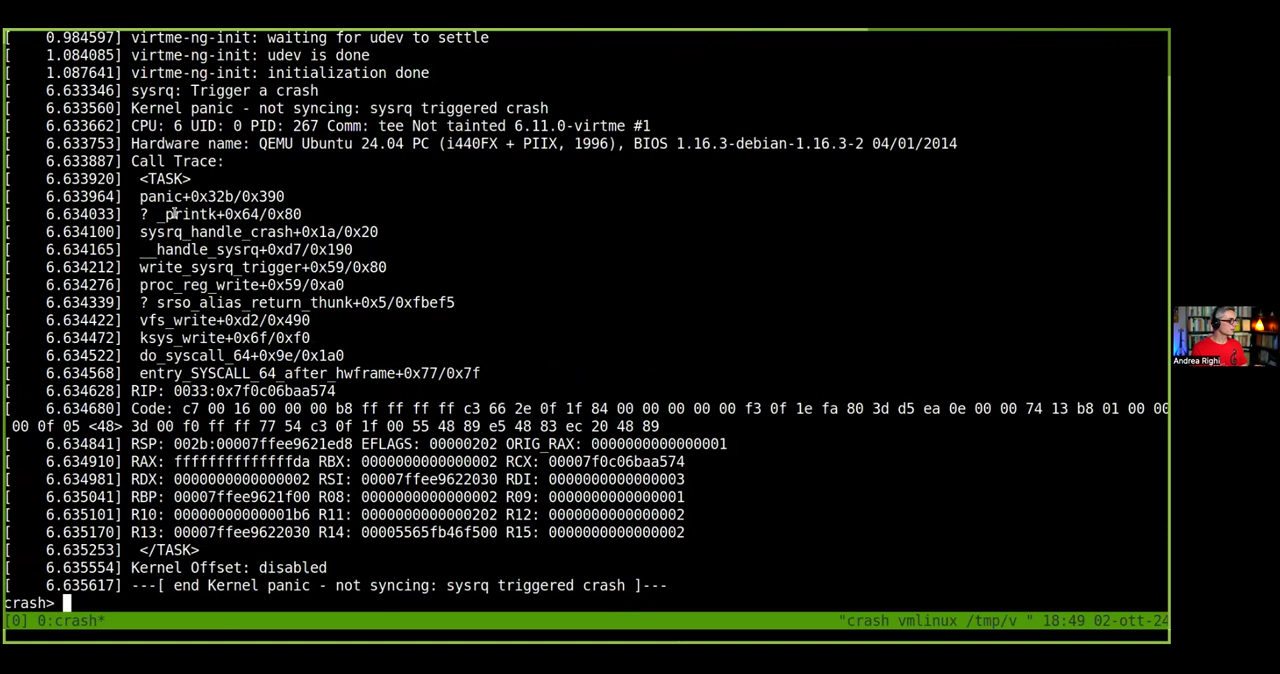 [    0.984597] virtme-ng-init: waiting for udev to settle
[    1.084085] virtme-ng-init: udev is done
[    1.087641] virtme-ng-init: initialization done
[    6.633346] sysrq: Trigger a crash
[    6.633560] Kernel panic - not syncing: sysrq triggered crash
[    6.633662] CPU: 6 UID: 0 PID: 267 Comm: tee Not tainted 6.11.0-virtme #1
[    6.633753] Hardware name: QEMU Ubuntu 24.04 PC (i440FX + PIIX, 1996), BIOS 1.16.3-debian-1.16.3-2 04/01/2014
[    6.633887] Call Trace:
[    6.633920]  <TASK>
[    6.633964]  panic+0x32b/0x390
[    6.634033]  ? _printk+0x64/0x80
[    6.634100]  sysrq_handle_crash+0x1a/0x20
[    6.634165]  __handle_sysrq+0xd7/0x190
[    6.634212]  write_sysrq_trigger+0x59/0x80
[    6.634276]  proc_reg_write+0x59/0xa0
[    6.634339]  ? srso_alias_return_thunk+0x5/0xfbef5
[    6.634422]  vfs_write+0xd2/0x490
[    6.634472]  ksys_write+0x6f/0xf0
[    6.634522]  do_syscall_64+0x9e/0x1a0
[    6.634568]  entry_SYSCALL_64_after_hwframe+0x77/0x7f
[    6.634628] RIP: 0033:0x7f0c06baa574
[    6.634680] Code: c7 00 16 00 00 00 b8 ff ff ff ff c3 66 2e 0f 1f 84 00 00 00 00 00 f3 0f 1e fa 80 3d d5 ea 0e 00 00 74 13 b8 01 00 00
00 0f 05 <48> 3d 00 f0 ff ff 77 54 c3 0f 1f 00 55 48 89 e5 48 83 ec 20 48 89
[    6.634841] RSP: 002b:00007ffee9621ed8 EFLAGS: 00000202 ORIG_RAX: 0000000000000001
[    6.634910] RAX: ffffffffffffffda RBX: 0000000000000002 RCX: 00007f0c06baa574
[    6.634981] RDX: 0000000000000002 RSI: 00007ffee9622030 RDI: 0000000000000003
[    6.635041] RBP: 00007ffee9621f00 R08: 0000000000000002 R09: 0000000000000001
[    6.635101] R10: 00000000000001b6 R11: 0000000000000202 R12: 0000000000000002
[    6.635170] R13: 00007ffee9622030 R14: 00005565fb46f500 R15: 0000000000000002
[    6.635253]  </TASK>
[    6.635554] Kernel Offset: disabled
[    6.635617] ---[ end Kernel panic - not syncing: sysrq triggered crash ]---
crash>
[0] 0:crash* "crash vmlinux /tmp/v " 18:49 02-ott-24
Andrea Righi